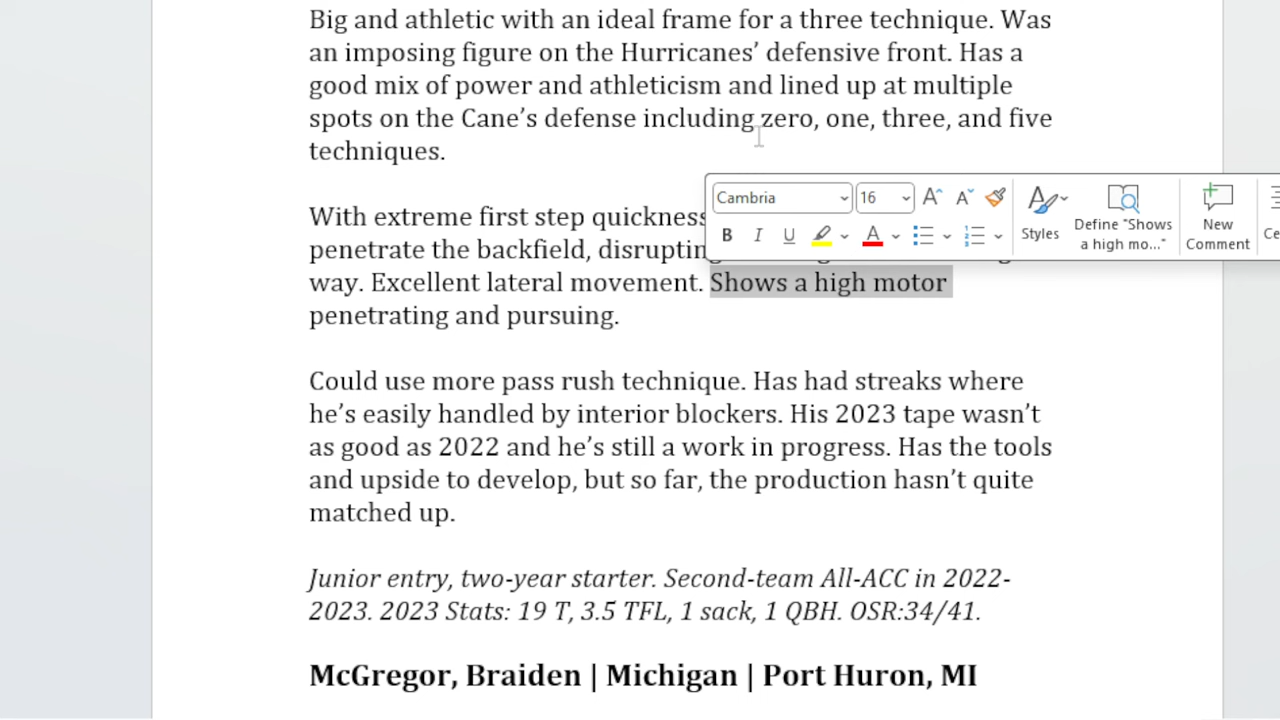 Big and athletic with an ideal frame for a three technique. Was
an imposing figure on the Hurricanes’ defensive front. Has a
good mix of power and athleticism and lined up at multiple
spots on the Cane’s defense including zero, one, three, and five
techniques.
With extreme first step quickness
penetrate the backfield, disrupting
way. Excellent lateral movement. Shows a high motor
penetrating and pursuing.
Cambria 16 A A
B I U A
Styles
Define "Shows
a high mo..."
New
Comment
Could use more pass rush technique. Has had streaks where
he’s easily handled by interior blockers. His 2023 tape wasn’t
as good as 2022 and he’s still a work in progress. Has the tools
and upside to develop, but so far, the production hasn’t quite
matched up.
Junior entry, two-year starter. Second-team All-ACC in 2022-
2023. 2023 Stats: 19 T, 3.5 TFL, 1 sack, 1 QBH. OSR:34/41.
McGregor, Braiden | Michigan | Port Huron, MI